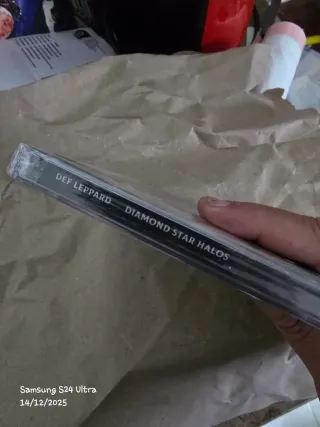 DEF LEPPARD DIAMOND STAR HALOS
Samsung S24 Ultra
14/12/2025